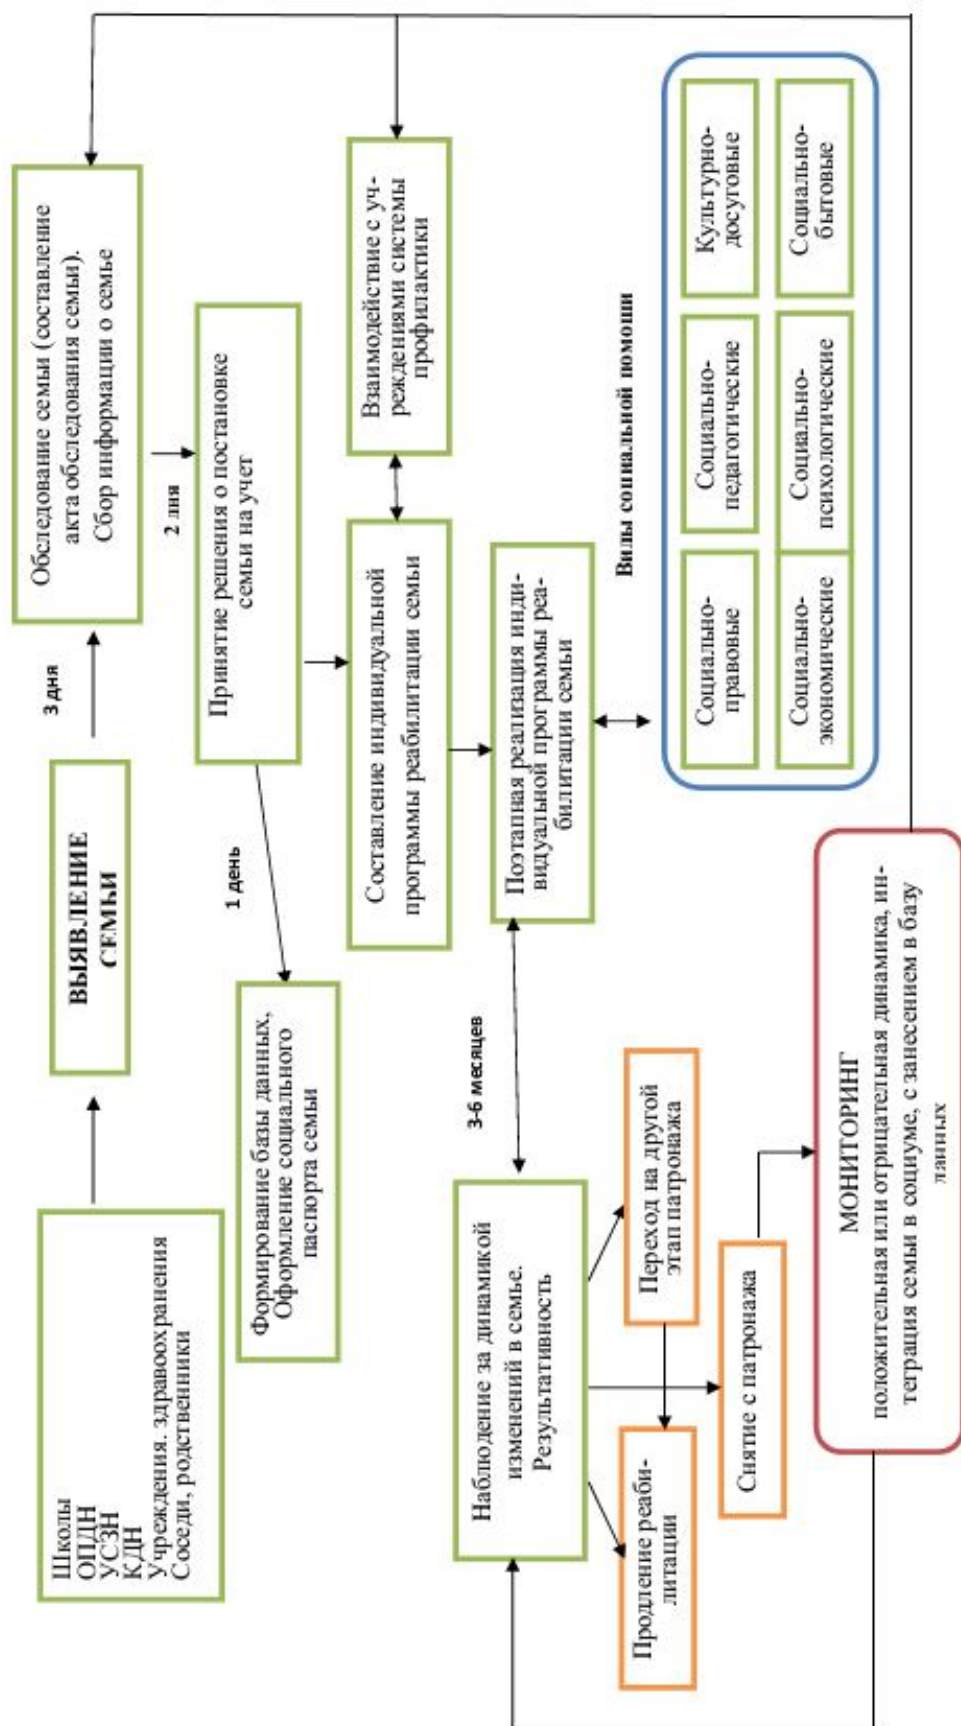 Школы
ОПДН
УСЗН
КДН
Учреждения. здравоохранения
Соседи, родственники
ВЫЯВЛЕНИЕ
СЕМЬИ
3 дня
Обследование семьи (составление
акта обследования семьи).
Сбор информации о семье
2 дня
Принятие решения о постановке
семьи на учет
1 день
Формирование базы данных,
Оформление социального
паспорта семьи
Составление индивидуальной
программы реабилитации семьи
Взаимодействие с уч-
реждениями системы
профилактики
Поэтапная реализация инди-
видуальной программы реа-
билитации семьи
3-6 месяцев
Наблюдение за динамикой
изменений в семье.
Результативность
Виды социальной помощи
Социально-
правовые
Социально-
педагогические
Культурно-
досуговые
Социально-
экономические
Социально-
психологические
Социально-
бытовые
Продление реаби-
литации
Переход на другой
этап патронажа
Снятие с патронажа
МОНИТОРИНГ
положительная или отрицательная динамика, ин-
теграция семьи в социуме, с занесением в базу
данных